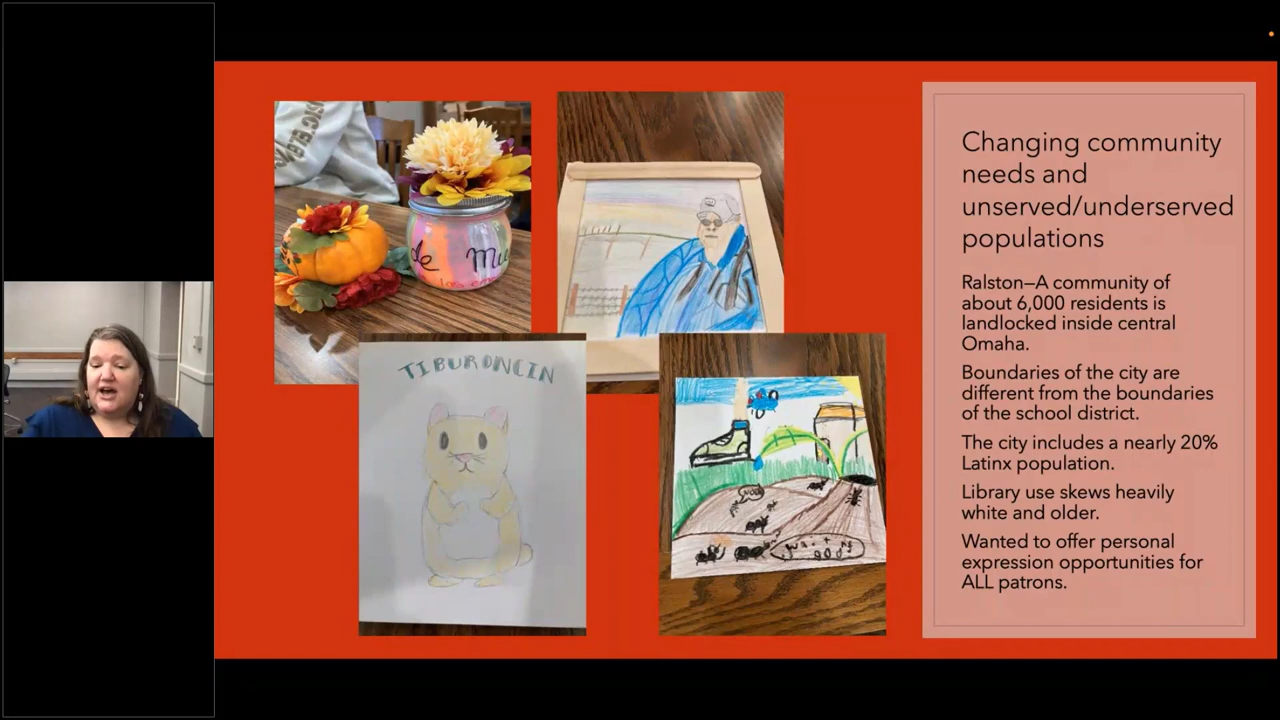 Changing community
needs and
unserved/underserved
populations
Ralston—A community of
about 6,000 residents is
landlocked inside central
Omaha.
Boundaries of the city are
different from the boundaries
of the school district.
The city includes a nearly 20%
Latinx population.
Library use skews heavily
white and older.
Wanted to offer personal
expression opportunities for
ALL patrons.
de Mu
TIBURONCIN